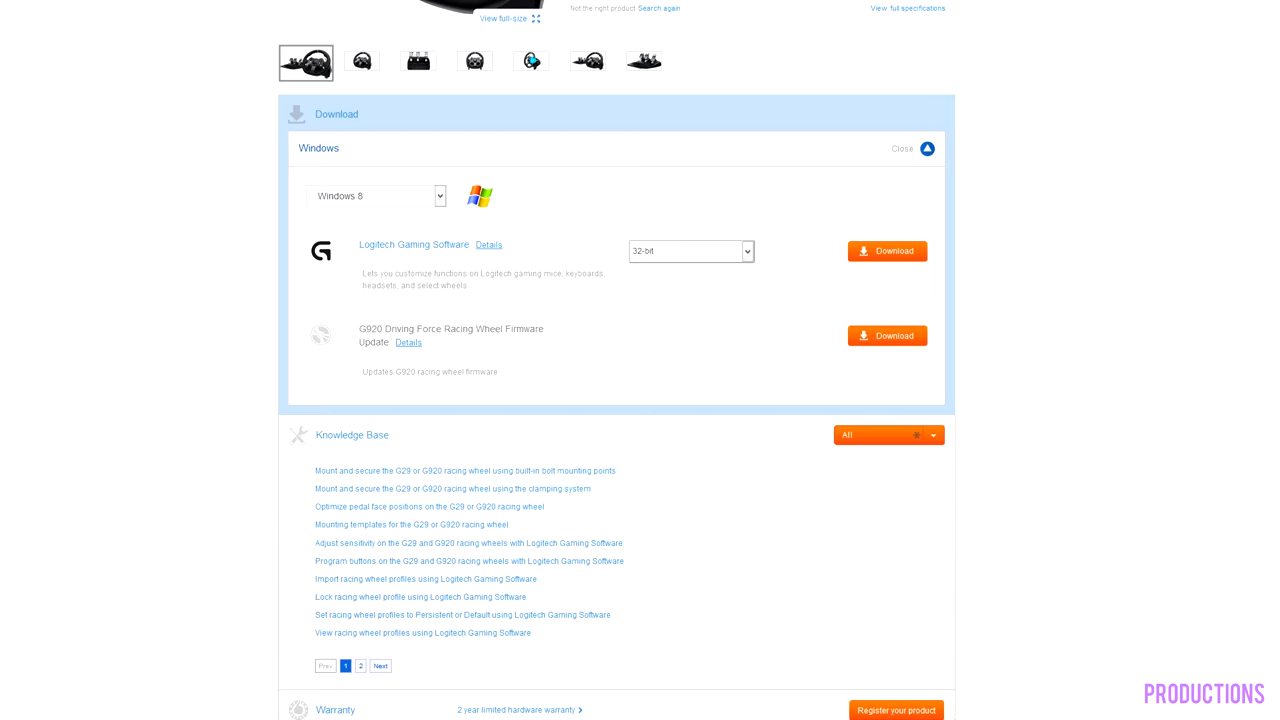 Not the right product Search again
View full specifications
View full-size
Download
Windows
Close
Windows 8
Logitech Gaming Software Details
32-bit
Download
Lets you customize functions on Logitech gaming mice, keyboards,
headsets, and select wheels
G920 Driving Force Racing Wheel Firmware
Update Details
Download
Updates G920 racing wheel firmware
Knowledge Base
All
Mount and secure the G29 or G920 racing wheel using built-in bolt mounting points
Mount and secure the G29 or G920 racing wheel using the clamping system
Optimize pedal face positions on the G29 or G920 racing wheel
Mounting templates for the G29 or G920 racing wheel
Adjust sensitivity on the G29 and G920 racing wheels with Logitech Gaming Software
Program buttons on the G29 and G920 racing wheels with Logitech Gaming Software
Import racing wheel profiles using Logitech Gaming Software
Lock racing wheel profile using Logitech Gaming Software
Set racing wheel profiles to Persistent or Default using Logitech Gaming Software
View racing wheel profiles using Logitech Gaming Software
Prev 1 2 Next
Warranty
2 year limited hardware warranty
Register your product
PRODUCTIONS